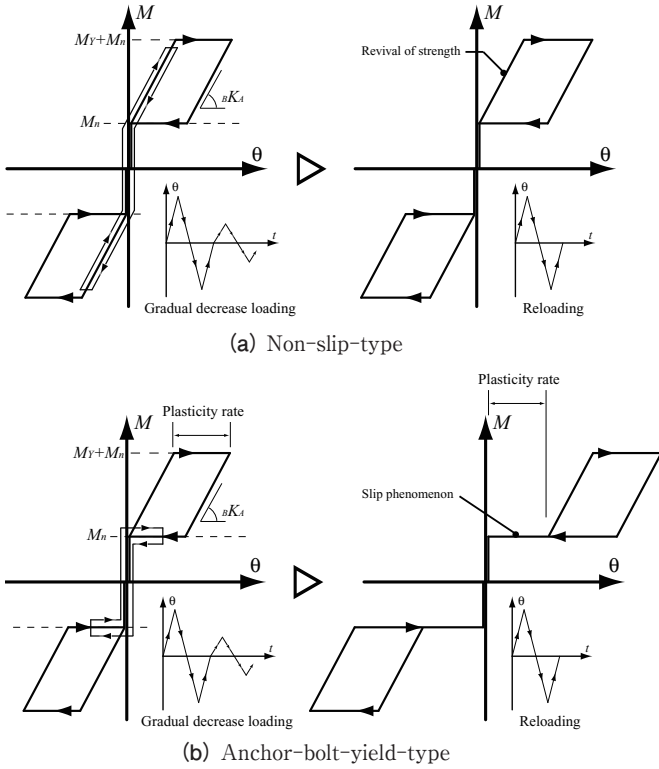 M
M
MY+Mn
Revival of strength
BKA
Mn
θ
θ
θ
θ
t
t
Gradual decrease loading
Reloading
(a) Non-slip-type
Plasticity rate
Plasticity rate
M
M
MY+Mn
Slip phenomenon
BKA
Mn
θ
θ
θ
θ
t
t
Gradual decrease loading
Reloading
(b) Anchor-bolt-yield-type